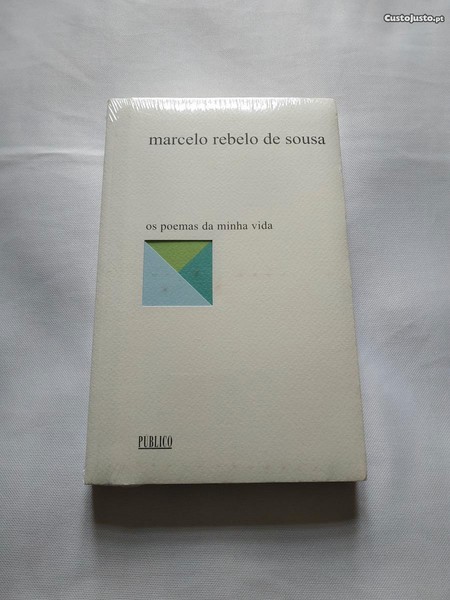 CustoJusto.pt
marcelo rebelo de sousa
os poemas da minha vida
PÚBLICO